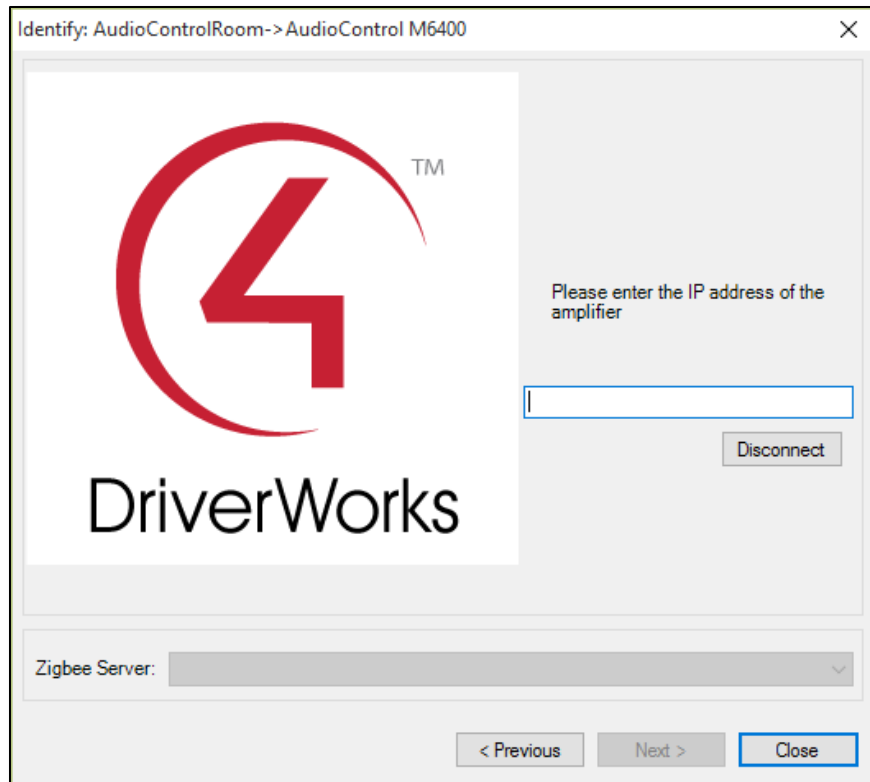 Identify: AudioControlRoom->AudioControl M6400
TM
DriverWorks
Please enter the IP address of the
amplifier
Disconnect
Zigbee Server:
< Previous
Next >
Close